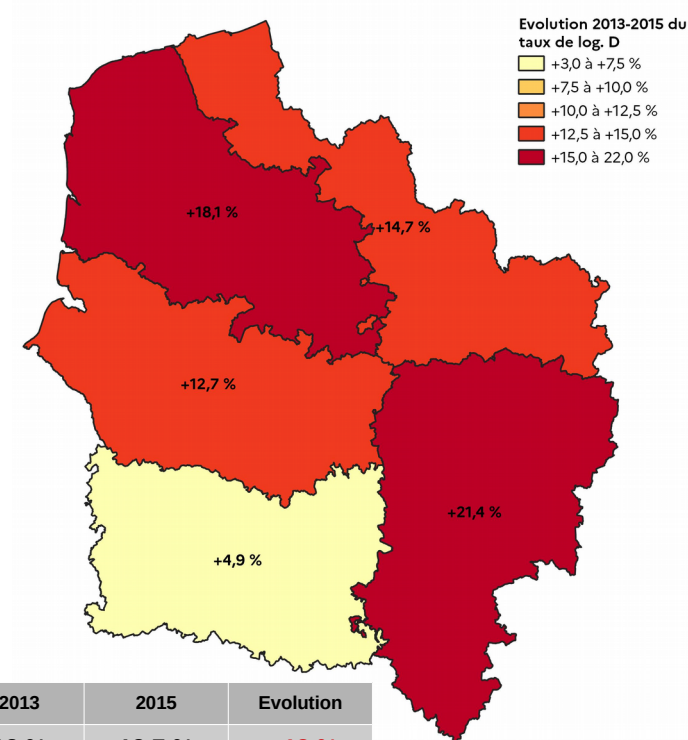 Evolution 2013-2015 du
taux de log. D
+3,0 à +7,5 %
+7,5 à +10,0 %
+10,0 à +12,5 %
+12,5 à +15,0 %
+15,0 à 22,0 %
+18,1 %
+14,7 %
+12,7 %
+21,4 %
+4,9 %
2013 2015 Evolution